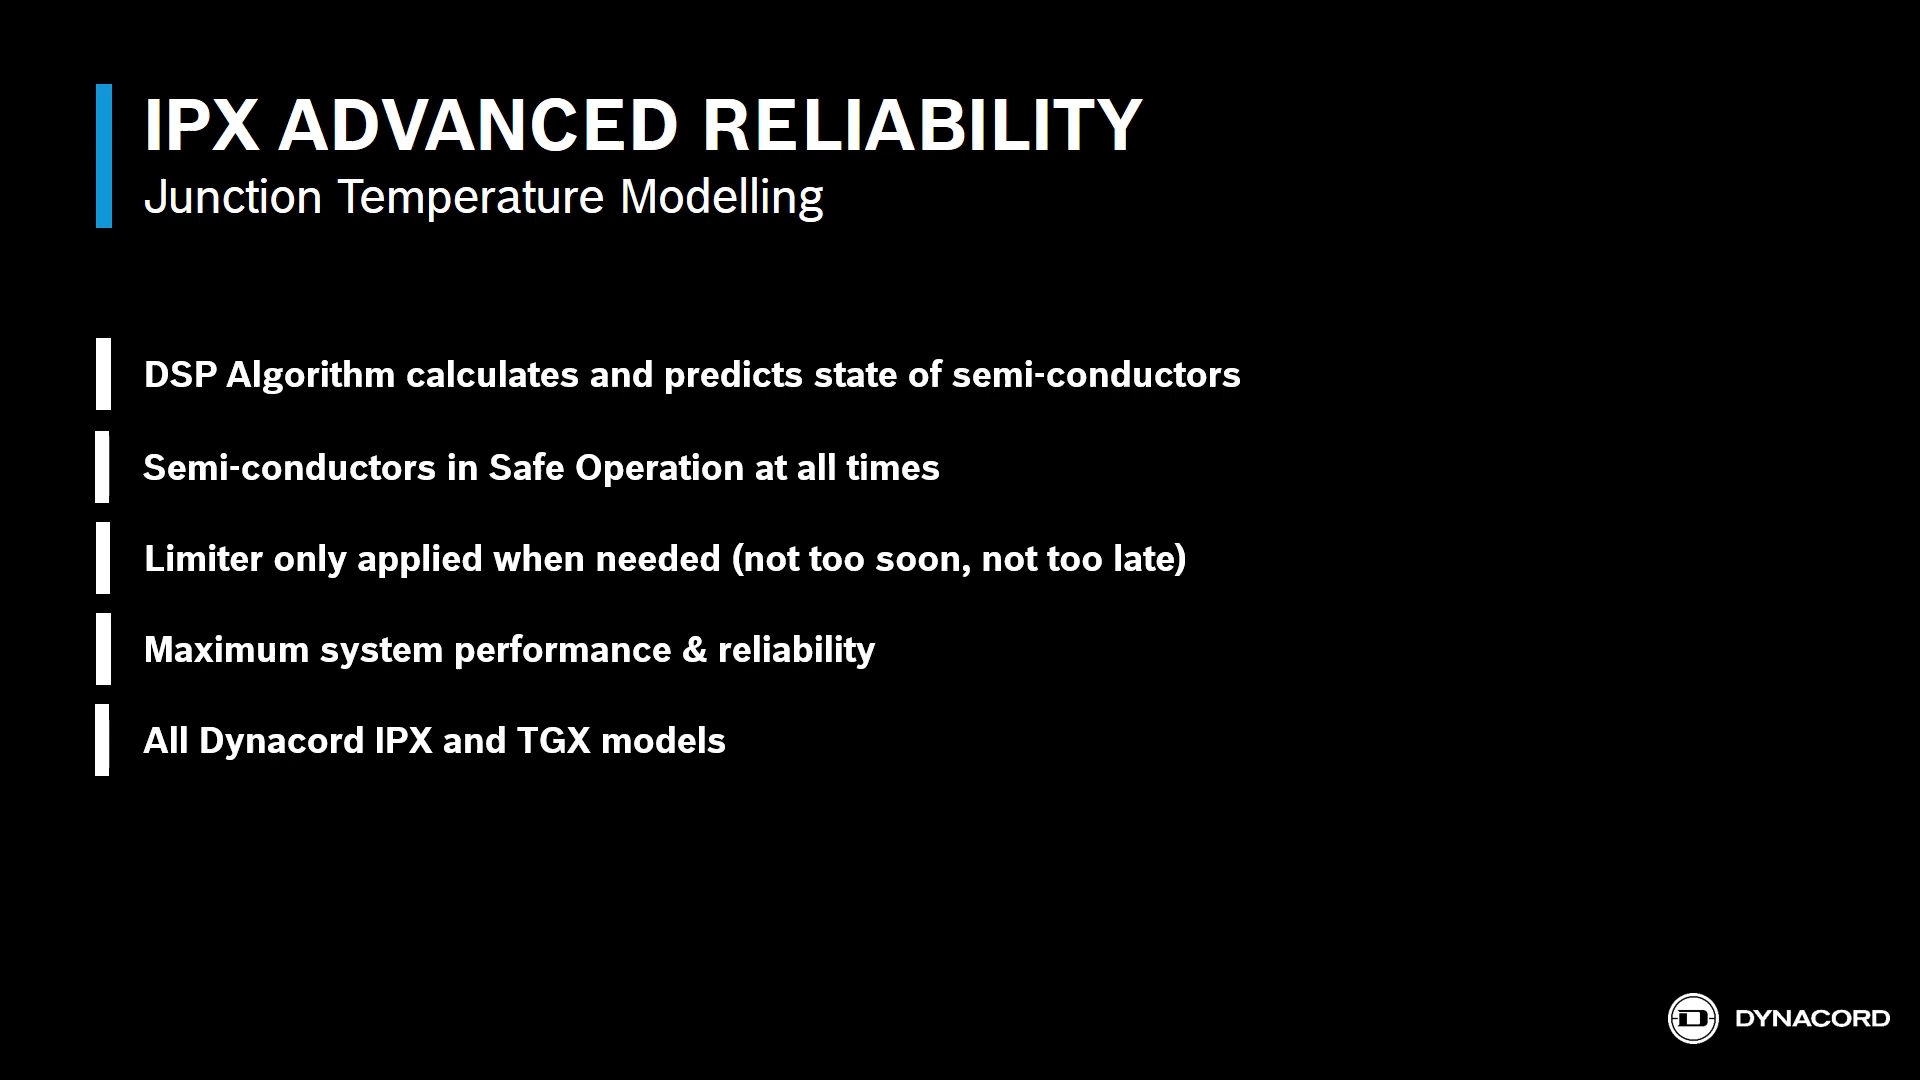 IPX ADVANCED RELIABILITY
Junction Temperature Modelling
DSP Algorithm calculates and predicts state of semi-conductors
Semi-conductors in Safe Operation at all times
Limiter only applied when needed (not too soon, not too late)
Maximum system performance & reliability
All Dynacord IPX and TGX models
DYNACORD